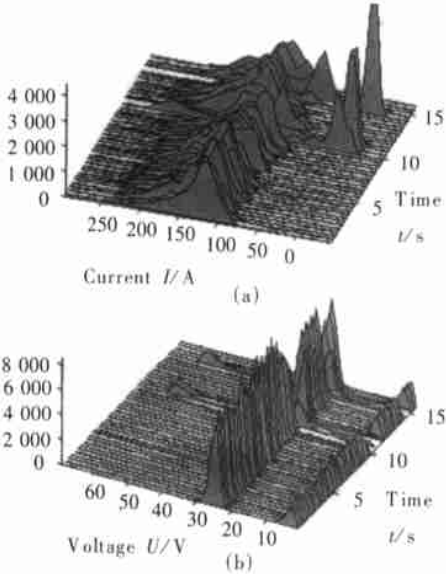 4 000
3 000
2 000
1 000
0
250 200 150 100 50 0
5 10 15
Time
t/s
Current I/A
(a)
8 000
6 000
4 000
2 000
0
60 50 40 30 20 10
5 10 15
Time
t/s
Voltage U/V
(b)